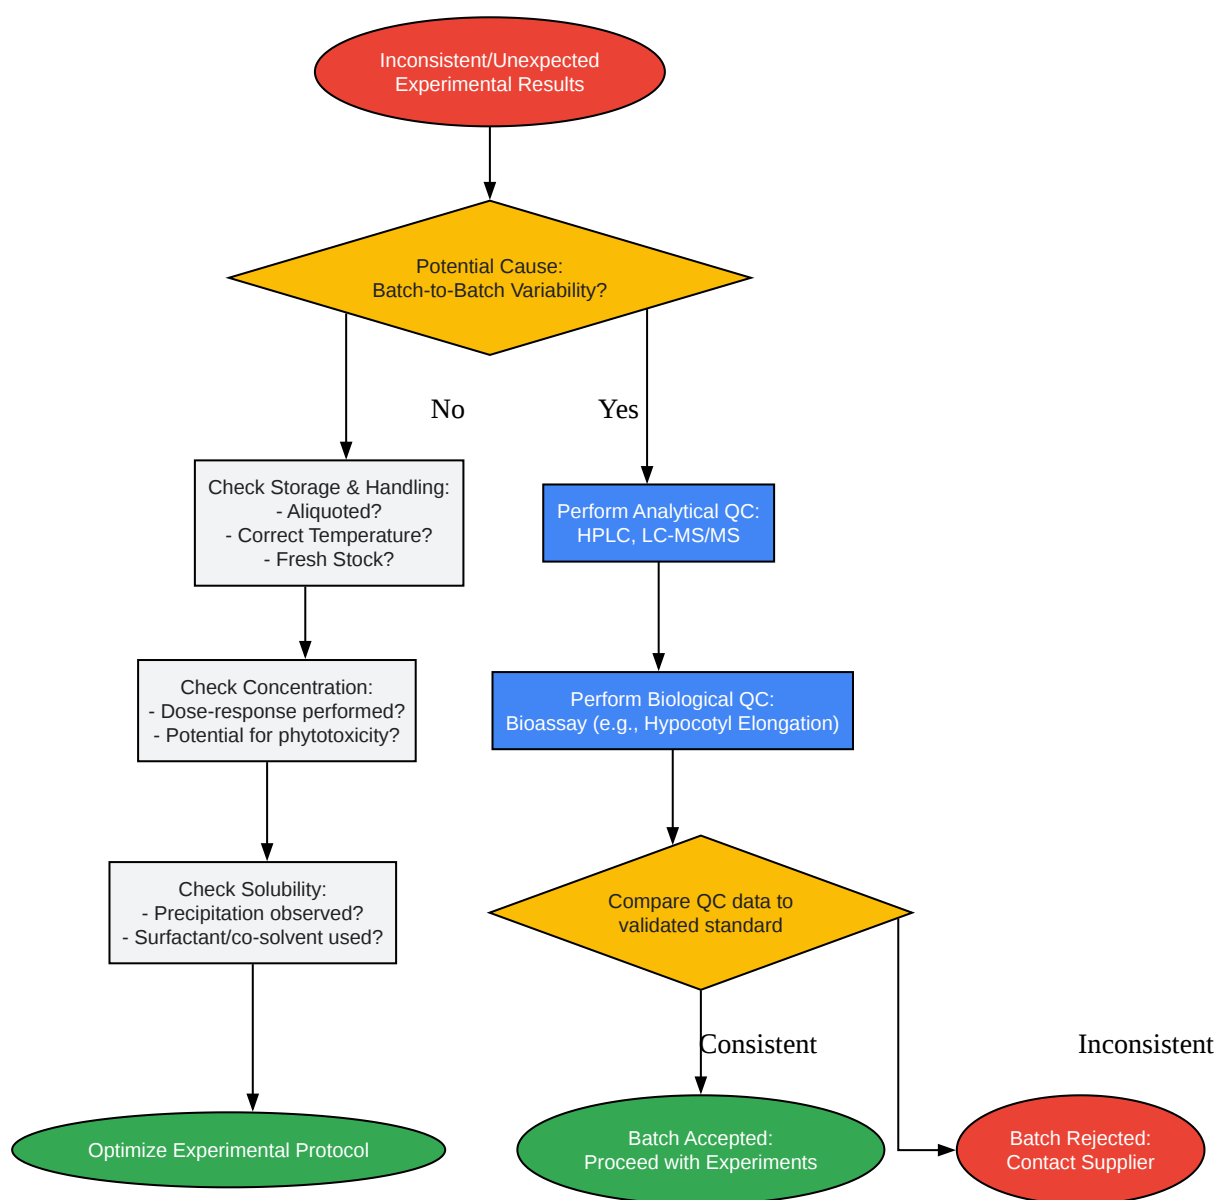 Inconsistent/Unexpected
Experimental Results
Potential Cause:
Batch-to-Batch Variability?
No
Yes
Check Storage & Handling:
- Aliquoted?
- Correct Temperature?
- Fresh Stock?
Perform Analytical QC:
HPLC, LC-MS/MS
Check Concentration:
- Dose-response performed?
- Potential for phytotoxicity?
Perform Biological QC:
Bioassay (e.g., Hypocotyl Elongation)
Check Solubility:
- Precipitation observed?
- Surfactant/co-solvent used?
Compare QC data to
validated standard
Consistent
Inconsistent
Optimize Experimental Protocol
Batch Accepted:
Proceed with Experiments
Batch Rejected:
Contact Supplier